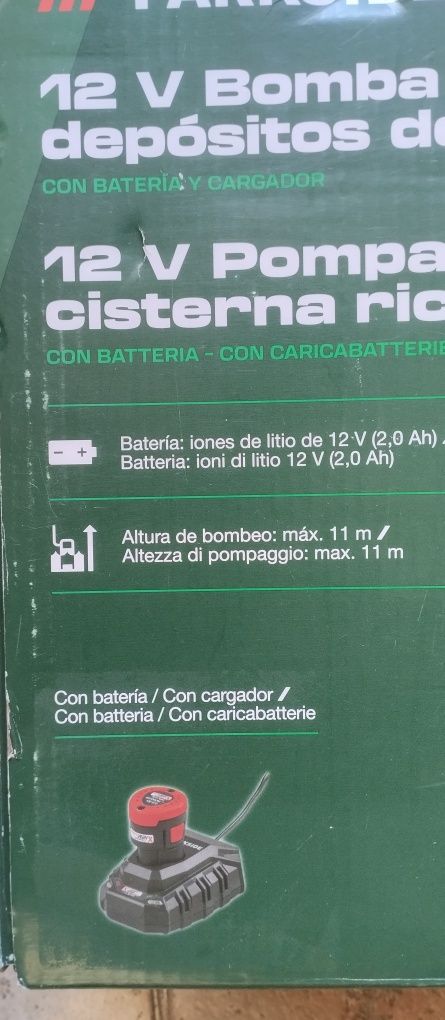 12 V Bomba
depósitos
CON BATERÍA Y CARGADOR
12 V Pompa
cisterna
CON BATTERIA – CON CARICABATTERIE
- +
Batería: iones de litio de 12 V (2,0 Ah) /
Batteria: ioni di litio 12 V (2,0 Ah)
Altura de bombeo: máx. 11 m /
Altezza di pompaggio: max. 11 m
Con batería / Con cargador /
Con batteria / Con caricabatterie